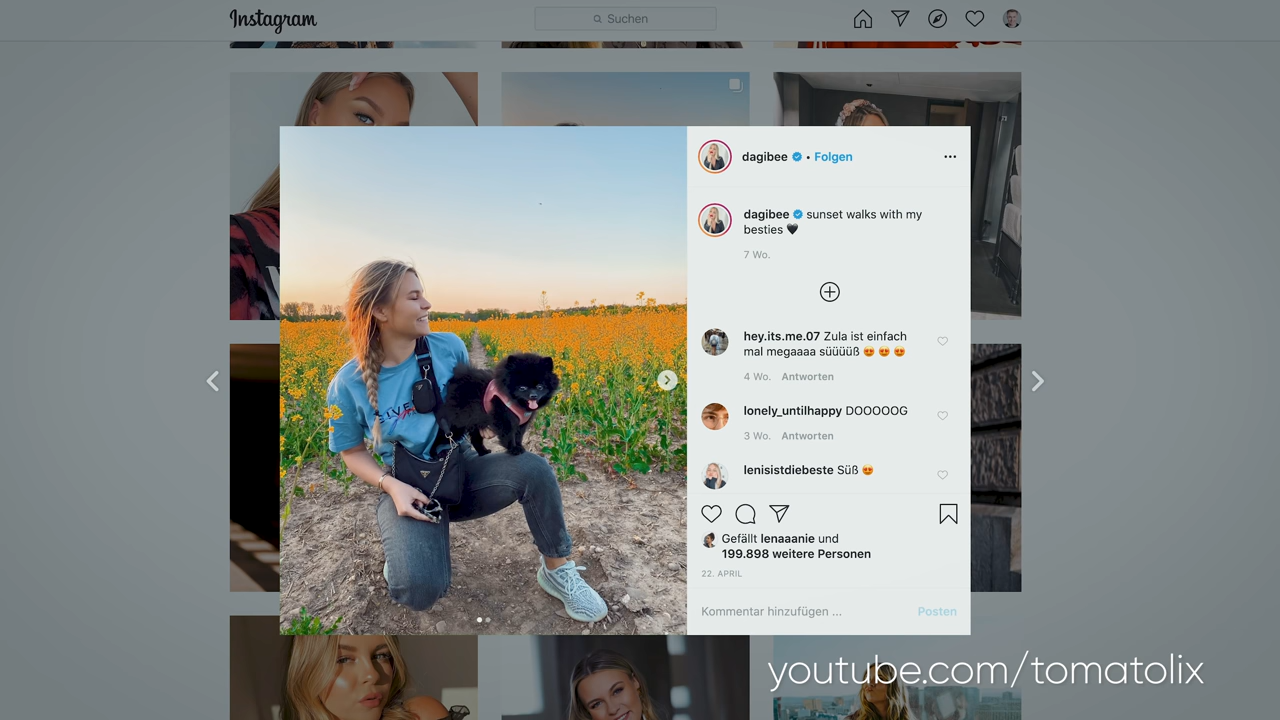 Instagram
Suchen
dagibee • Folgen
dagibee sunset walks with my
besties 🖤
7 Wo.
hey.its.me.07 Zula ist einfach
mal megaaaa süüüüß 😍 😍 😍
4 Wo. Antworten
lonely_untilhappy DOOOOOG
3 Wo. Antworten
lenisistdiebeste Süß 😍
Gefällt lenaaanie und
199.898 weitere Personen
22. APRIL
Kommentar hinzufügen ...
Posten
youtube.com/tomatolix